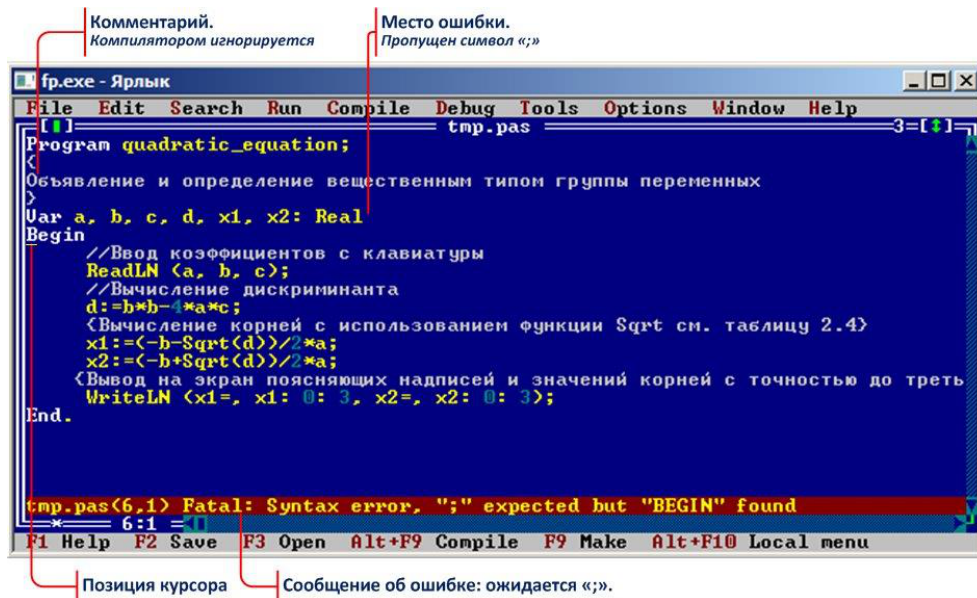 Комментарий.
Компилятором игнорируется
Место ошибки.
Пропущен символ «;»
fp.exe - Ярлык
File Edit Search Run Compile Debug Tools Options Window Help
[■] tmp.pas 3=[↕]
Program quadratic_equation;
{
Объявление и определение вещественным типом группы переменных
}
Var a, b, c, d, x1, x2: Real
Begin
//Ввод коэффициентов с клавиатуры
ReadLN (a, b, c);
//Вычисление дискриминанта
d:=b*b-4*a*c;
{Вычисление корней с использованием функции Sqrt см. таблицу 2.4}
x1:=(-b-Sqrt(d))/2*a;
x2:=(-b+Sqrt(d))/2*a;
{Вывод на экран поясняющих надписей и значений корней с точностью до треть
WriteLN (x1=, x1: 0: 3, x2=, x2: 0: 3);
End.
tmp.pas(6,1) Fatal: Syntax error, ";" expected but "BEGIN" found
* 6:1
F1 Help F2 Save F3 Open Alt+F9 Compile F9 Make Alt+F10 Local menu
Позиция курсора
Сообщение об ошибке: ожидается «;».